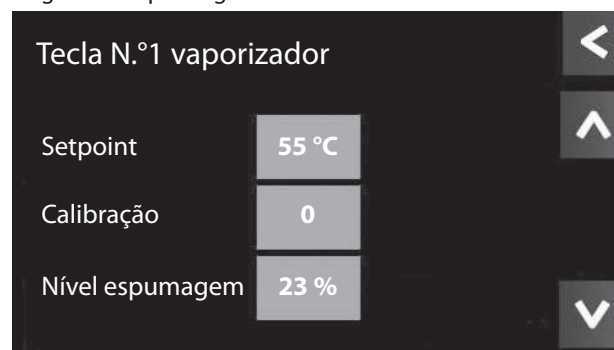 Tecla N.°1 vaporizador
Setpoint 55 °C
Calibração 0
Nível espumagem 23 %